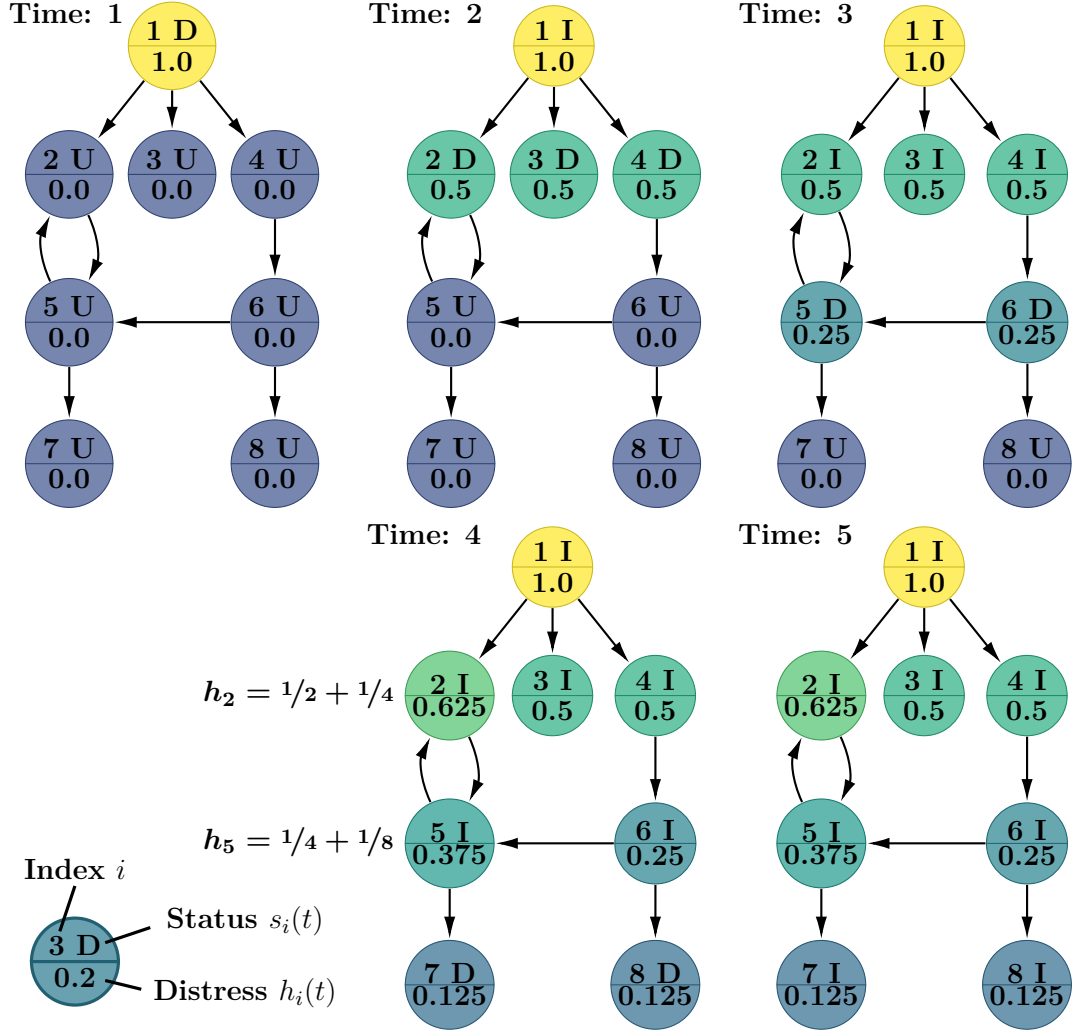 Time: 1
1 D
1.0
2 U
0.0
3 U
0.0
4 U
0.0
5 U
0.0
6 U
0.0
7 U
0.0
8 U
0.0
Time: 2
1 I
1.0
2 D
0.5
3 D
0.5
4 D
0.5
5 U
0.0
6 U
0.0
7 U
0.0
8 U
0.0
Time: 3
1 I
1.0
2 I
0.5
3 I
0.5
4 I
0.5
5 D
0.25
6 D
0.25
7 U
0.0
8 U
0.0
Time: 4
1 I
1.0
h₂ = 1/2 + 1/4
2 I
0.625
3 I
0.5
4 I
0.5
h₅ = 1/4 + 1/8
5 I
0.375
6 I
0.25
7 D
0.125
8 D
0.125
Time: 5
1 I
1.0
2 I
0.625
3 I
0.5
4 I
0.5
5 I
0.375
6 I
0.25
7 I
0.125
8 I
0.125
Index i
3 D
0.2
Status sᵢ(t)
Distress hᵢ(t)